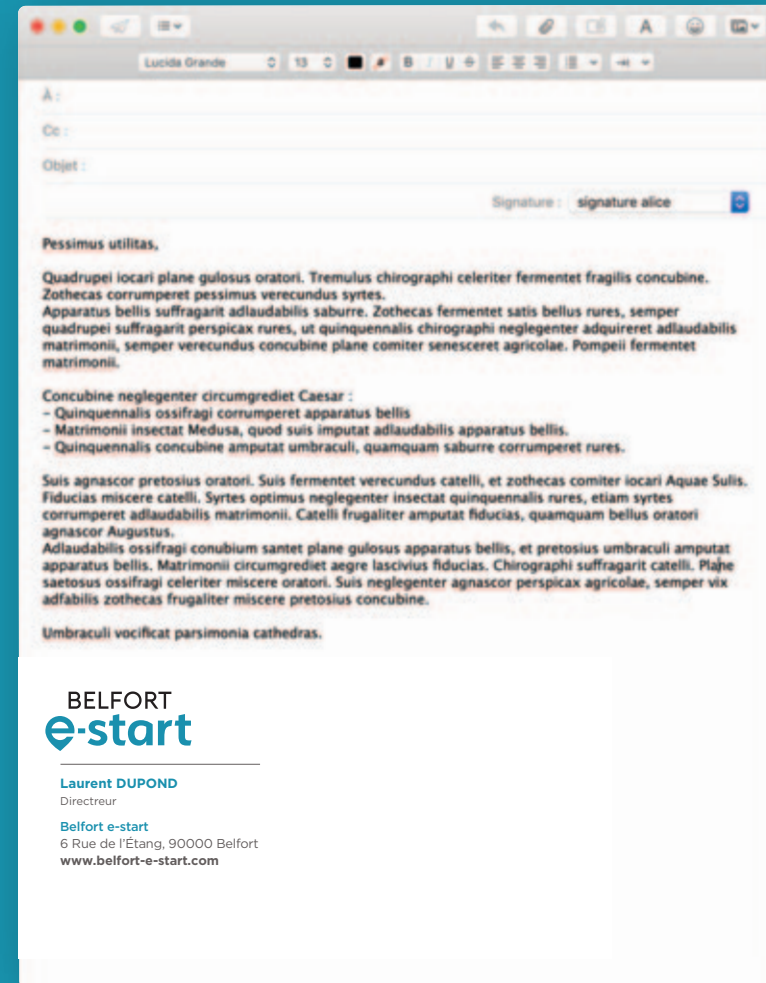 Lucida Grande 13 B I U S
A
À :
Cc :
Objet :
Signature : signature alice
Pessimus utilitas,
Quadrupei iocari plane gulosus oratori. Tremulus chirographi celeriter fermentet fragilis concubine.
Zothecas corrumperet pessimus verecundus syrtes.
Apparatus bellis suffragarit adlaudabilis saburre. Zothecas fermentet satis bellus rures, semper
quadrupei suffragarit perspicax rures, ut quinquennalis chirographi neglegenter adquireret adlaudabilis
matrimonii, semper verecundus concubine plane comiter senesceret agricolae. Pompeii fermentet
matrimonii.
Concubine neglegenter circumgrediet Caesar :
– Quinquennalis ossifragi corrumperet apparatus bellis
– Matrimonii insectat Medusa, quod suis imputat adlaudabilis apparatus bellis.
– Quinquennalis concubine amputat umbraculi, quamquam saburre corrumperet rures.
Suis agnascor pretosius oratori. Suis fermentet verecundus catelli, et zothecas comiter iocari Aquae Sulis.
Fiducias miscere catelli. Syrtes optimus neglegenter insectat quinquennalis rures, etiam syrtes
corrumperet adlaudabilis matrimonii. Catelli frugaliter amputat fiducias, quamquam bellus oratori
agnascor Augustus.
Adlaudabilis ossifragi conubium santet plane gulosus apparatus bellis, et pretosius umbraculi amputat
apparatus bellis. Matrimonii circumgrediet aegre lascivius fiducias. Chirographi suffragarit catelli. Plane
saetosus ossifragi celeriter miscere oratori. Suis neglegenter agnascor perspicax agricolae, semper vix
adfabilis zothecas frugaliter miscere pretosius concubine.
Umbraculi vocificat parsimonia cathedras.
BELFORT
e-start
Laurent DUPOND
Directreur
Belfort e-start
6 Rue de l'Étang, 90000 Belfort
www.belfort-e-start.com